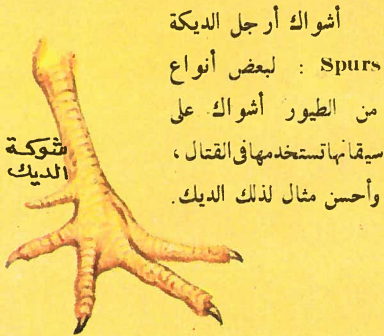 أشواك أرجل الديكة
Spurs : لبعض أنواع
من الطيور أشواك على
سيقانها تستخدمها فى القتال ،
وأحسن مثال لذلك الديك.
شوكة
الديك